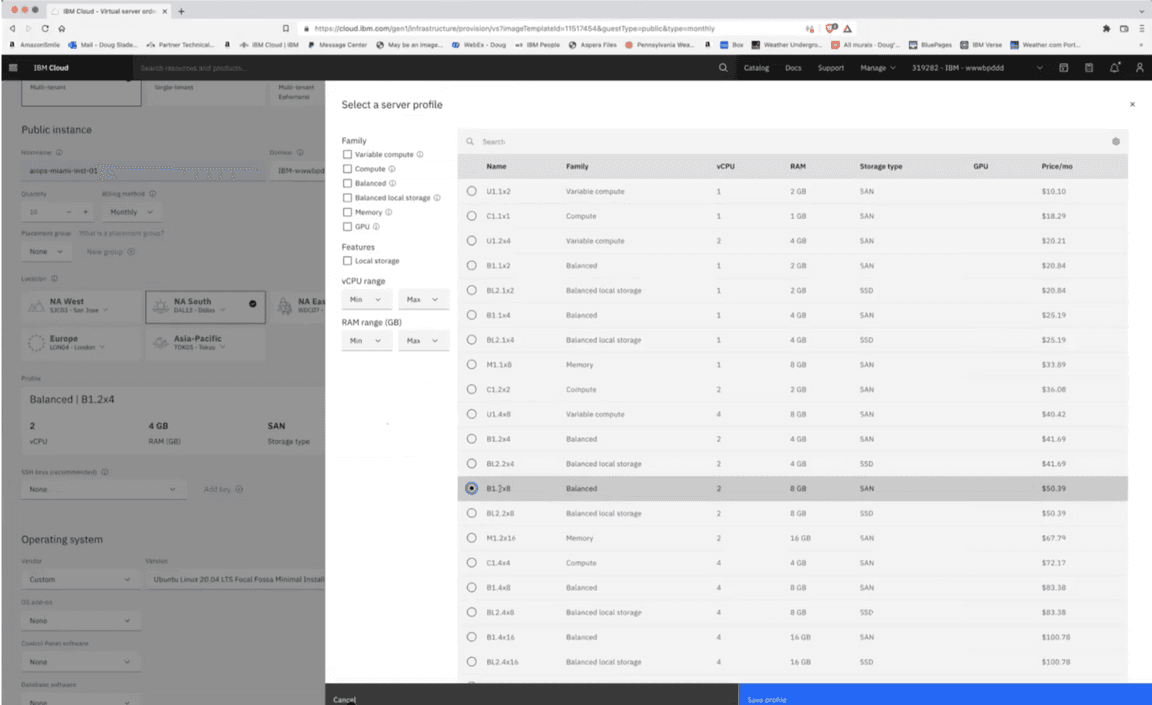 IBM Cloud - Virtual server orde
https://cloud.ibm.com/gen1/infrastructure/provision/vs?imageTemplateId=11517454&guestType=public&type=monthly
AmazonSmile Mail - Doug Slade... Partner Technical... IBM Cloud | IBM Message Center May be an image... WebEx - Doug IBM People Aspera Files Pennsylvania Wea... Box Weather Undergro... All murals - Doug'... BluePages IBM Verse Weather.com Port...
IBM Cloud Search resources and products... Catalog Docs Support Manage 319282 - IBM - wwwbpddd
Multi-tenant Single-tenant Multi-tenant
Ephemeral
Public instance
Hostname Domain
aiops-miami-inst-01 IBM-wwwbpd
Quantity Billing method
10 - + Monthly
Placement group What is a placement group?
None New group
Location
NA West
SJC03 - San Jose
NA South
DAL13 - Dallas
NA Eas
WDC07 -
Europe
LON04 - London
Asia-Pacific
TOK05 - Tokyo
Profile
Balanced | B1.2x4
2 4 GB SAN
vCPU RAM (GB) Storage type
SSH keys (recommended)
None Add key
Operating system
Vendor Version
Custom Ubuntu Linux 20.04 LTS Focal Fossa Minimal Install
OS add-on
None
Control Panel software
None
Database software
None
Select a server profile
Family
Variable compute
Compute
Balanced
Balanced local storage
Memory
GPU
Features
Local storage
vCPU range
Min Max
RAM range (GB)
Min Max
Search
Name Family vCPU RAM Storage type GPU Price/mo
U1.1x2 Variable compute 1 2 GB SAN $10.10
C1.1x1 Compute 1 1 GB SAN $18.29
U1.2x4 Variable compute 2 4 GB SAN $20.21
B1.1x2 Balanced 1 2 GB SAN $20.84
BL2.1x2 Balanced local storage 1 2 GB SSD $20.84
B1.1x4 Balanced 1 4 GB SAN $25.19
BL2.1x4 Balanced local storage 1 4 GB SSD $25.19
M1.1x8 Memory 1 8 GB SAN $33.89
C1.2x2 Compute 2 2 GB SAN $36.08
U1.4x8 Variable compute 4 8 GB SAN $40.42
B1.2x4 Balanced 2 4 GB SAN $41.69
BL2.2x4 Balanced local storage 2 4 GB SSD $41.69
B1.2x8 Balanced 2 8 GB SAN $50.39
BL2.2x8 Balanced local storage 2 8 GB SSD $50.39
M1.2x16 Memory 2 16 GB SAN $67.79
C1.4x4 Compute 4 4 GB SAN $72.17
B1.4x8 Balanced 4 8 GB SAN $83.38
BL2.4x8 Balanced local storage 4 8 GB SSD $83.38
B1.4x16 Balanced 4 16 GB SAN $100.78
BL2.4x16 Balanced local storage 4 16 GB SSD $100.78
Cancel Save profile